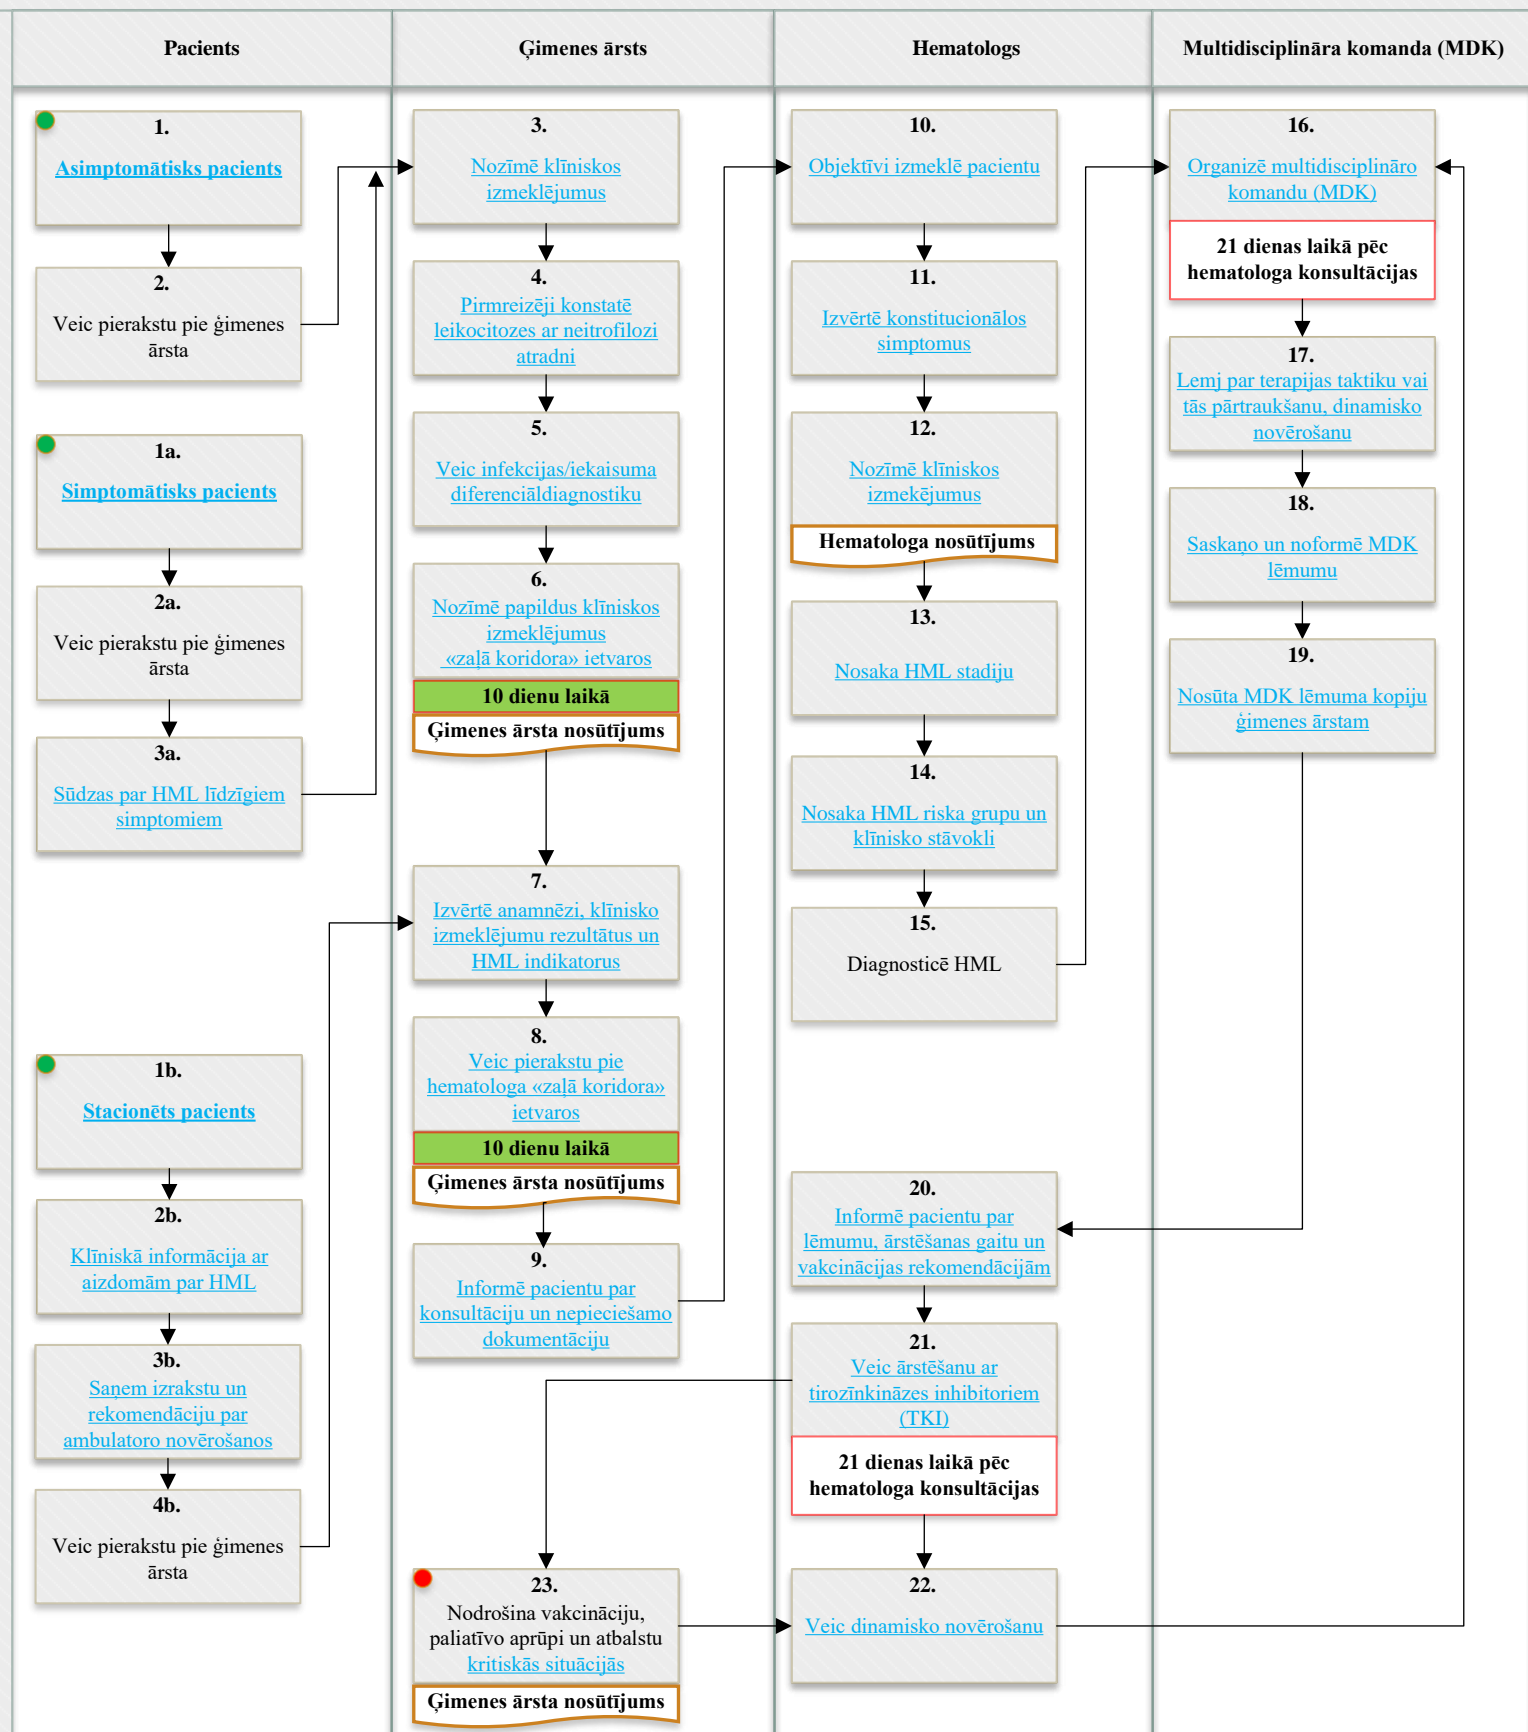 Pacients
Ģimenes ārsts
Hematologs
Multidisciplināra komanda (MDK)
1.
Asimptomātisks pacients
2.
Veic pierakstu pie ģimenes
ārsta
1a.
Simptomātisks pacients
2a.
Veic pierakstu pie ģimenes
ārsta
3a.
Sūdzas par HML līdzīgiem
simptomiem
1b.
Stacionēts pacients
2b.
Klīniskā informācija ar
aizdomām par HML
3b.
Saņem izrakstu un
rekomendāciju par
ambulatoro novērošanos
4b.
Veic pierakstu pie ģimenes
ārsta
3.
Nozīmē klīniskos
izmeklējumus
4.
Pirmreizēji konstatē
leikocitozes ar neitrofilozi
atradni
5.
Veic infekcijas/iekaisuma
diferenciāldiagnostiku
6.
Nozīmē papildus klīniskos
izmeklējumus
«zaļā koridora» ietvaros
10 dienu laikā
Ģimenes ārsta nosūtījums
7.
Izvērtē anamnēzi, klīnisko
izmeklējumu rezultātus un
HML indikatorus
8.
Veic pierakstu pie
hematologa «zaļā koridora»
ietvaros
10 dienu laikā
Ģimenes ārsta nosūtījums
9.
Informē pacientu par
konsultāciju un nepieciešamo
dokumentāciju
23.
Nodrošina vakcināciju,
paliatīvo aprūpi un atbalstu
kritiskās situācijās
Ģimenes ārsta nosūtījums
10.
Objektīvi izmeklē pacientu
11.
Izvērtē konstitucionālos
simptomus
12.
Nozīmē klīniskos
izmekējumus
Hematologa nosūtījums
13.
Nosaka HML stadiju
14.
Nosaka HML riska grupu un
klīnisko stāvokli
15.
Diagnosticē HML
20.
Informē pacientu par
lēmumu, ārstēšanas gaitu un
vakcinācijas rekomendācijām
21.
Veic ārstēšanu ar
tirozīnkināzes inhibitoriem
(TKI)
21 dienas laikā pēc
hematologa konsultācijas
22.
Veic dinamisko novērošanu
16.
Organizē multidisciplināro
komandu (MDK)
21 dienas laikā pēc
hematologa konsultācijas
17.
Lemj par terapijas taktiku vai
tās pārtraukšanu, dinamisko
novērošanu
18.
Saskaņo un noformē MDK
lēmumu
19.
Nosūta MDK lēmuma kopiju
ģimenes ārstam